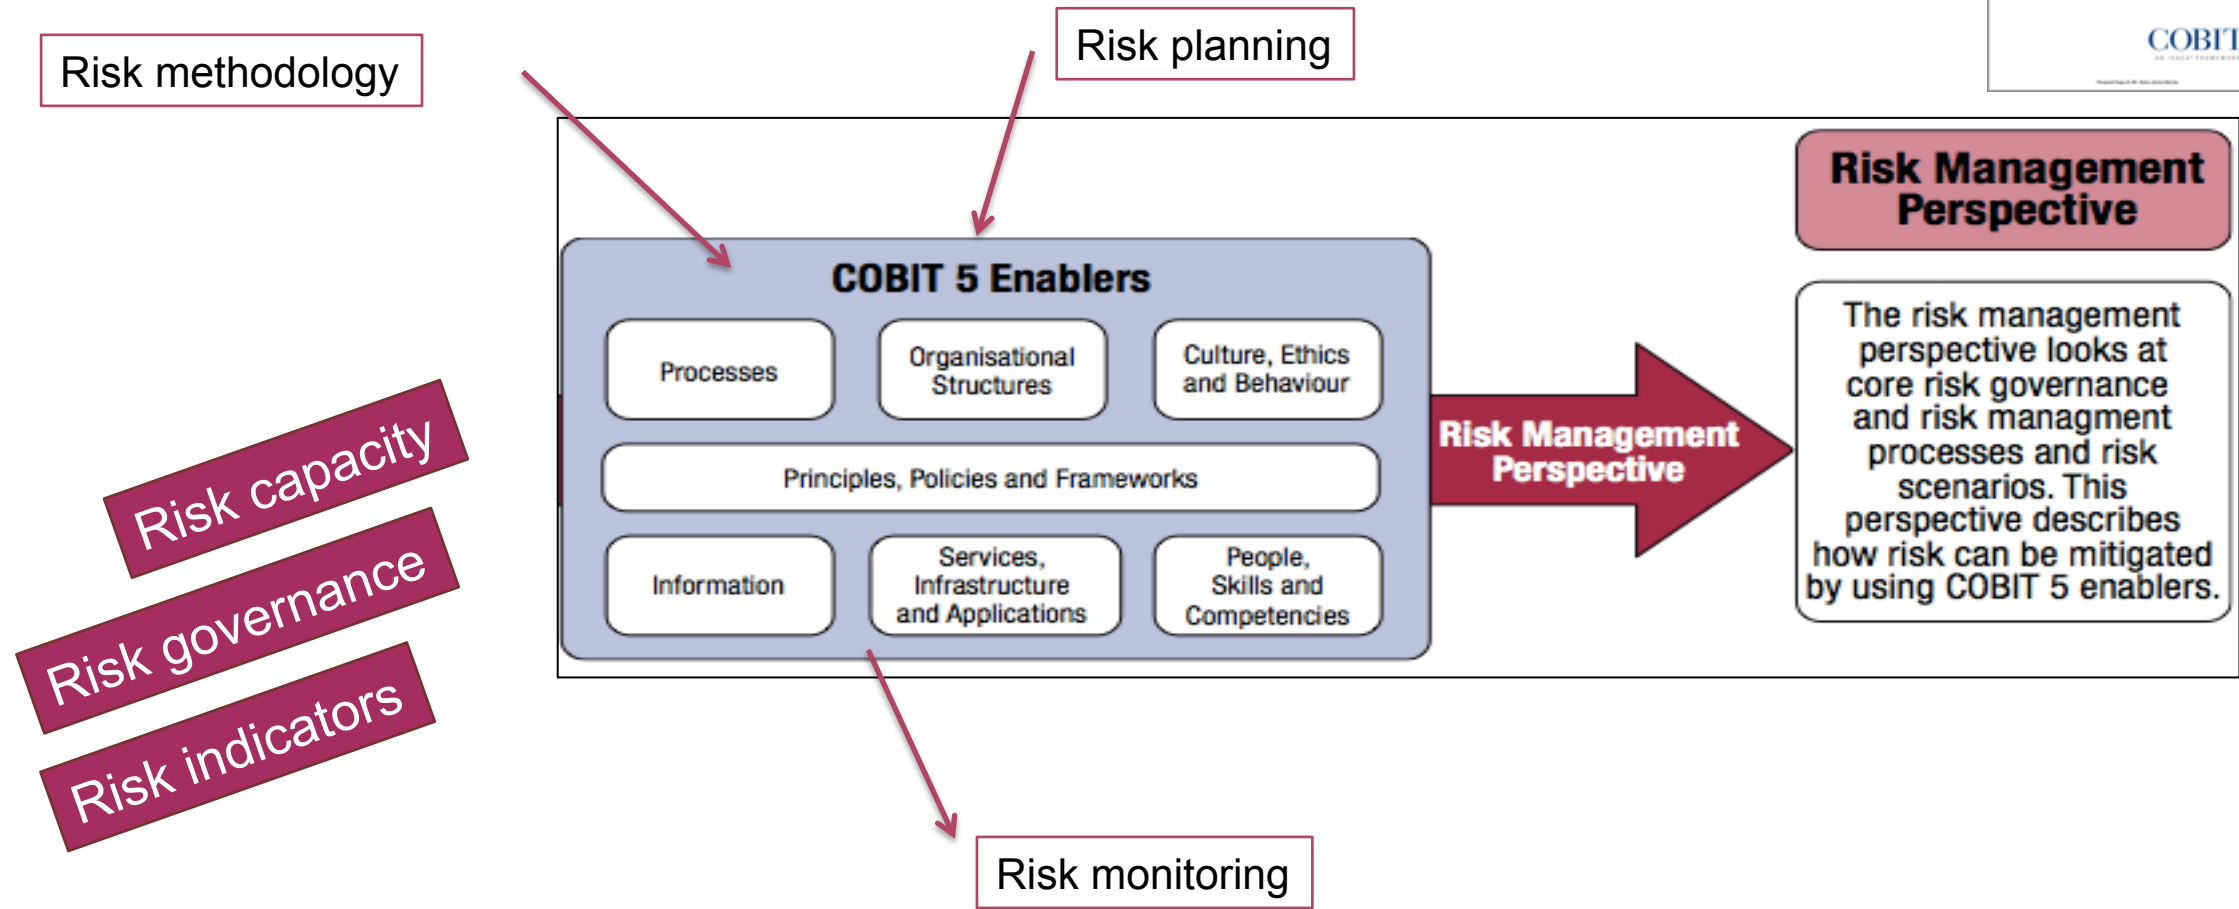 COBIT
AN ISACA® FRAMEWORK
Risk methodology
Risk planning
Risk Management
Perspective
COBIT 5 Enablers
Processes
Organisational
Structures
Culture, Ethics
and Behaviour
Principles, Policies and Frameworks
Information
Services,
Infrastructure
and Applications
People,
Skills and
Competencies
Risk Management
Perspective
The risk management
perspective looks at
core risk governance
and risk managment
processes and risk
scenarios. This
perspective describes
how risk can be mitigated
by using COBIT 5 enablers.
Risk capacity
Risk governance
Risk indicators
Risk monitoring